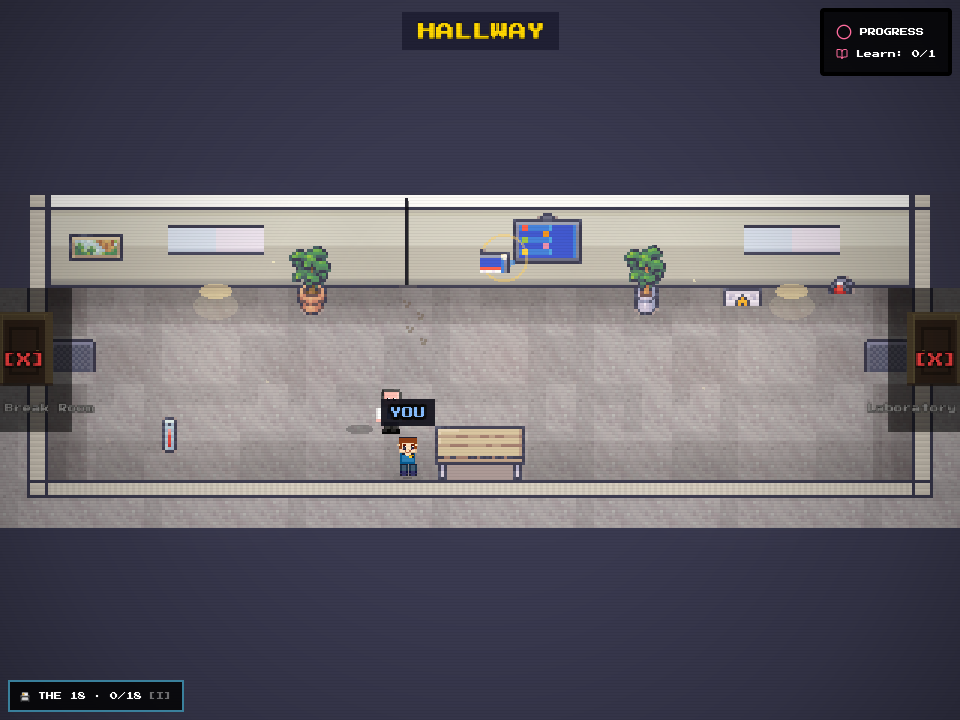 HALLWAY
PROGRESS
Learn: 0/1
[X]
[X]
Break Room
Laboratory
YOU
THE 18 · 0/18 [I]